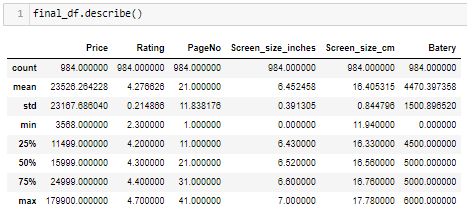 1 final_df.describe()
Price Rating PageNo Screen_size_inches Screen_size_cm Batery
count 984.000000 984.000000 984.000000 984.000000 984.000000 984.000000
mean 23526.264228 4.276626 21.000000 6.452458 16.405315 4470.397358
std 23167.686040 0.214866 11.838176 0.391305 0.844796 1500.896520
min 3568.000000 2.300000 1.000000 0.000000 11.940000 0.000000
25% 11499.000000 4.200000 11.000000 6.430000 16.330000 4500.000000
50% 15999.000000 4.300000 21.000000 6.520000 16.560000 5000.000000
75% 24999.000000 4.400000 31.000000 6.600000 16.760000 5000.000000
max 179900.000000 4.700000 41.000000 7.000000 17.780000 6000.000000